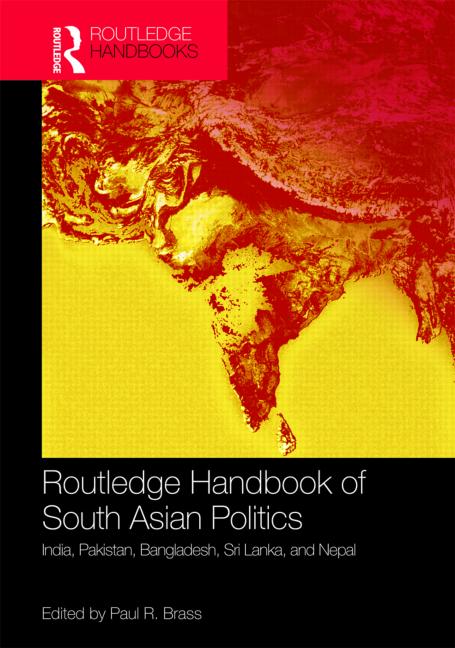 ROUTLEDGE
ROUTLEDGE
HANDBOOKS
Routledge Handbook of
South Asian Politics
India, Pakistan, Bangladesh, Sri Lanka, and Nepal
Edited by Paul R. Brass